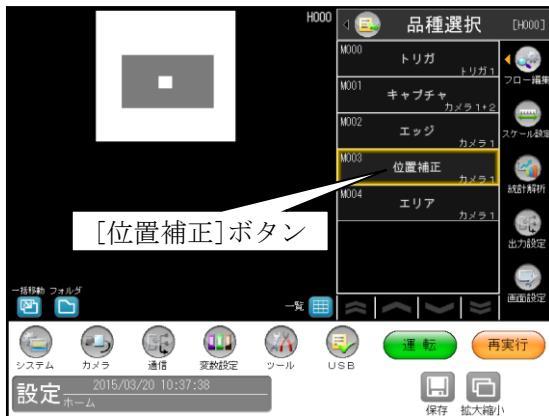 H000
品種選択
[H000]
M000
トリガ
トリガ1
フロー編集
M001
キャプチャ
カメラ1+2
スケール設定
M002
エッジ
カメラ1
M003
位置補正
カメラ1
統計解析
M004
エリア
カメラ1
出力設定
[位置補正]ボタン
画面設定
一括移動 フォルダ
一覧
システム
カメラ
通信
変数設定
ツール
USB
運転
再実行
設定
2015/03/20 10:37:38
ホーム
保存
拡大縮小